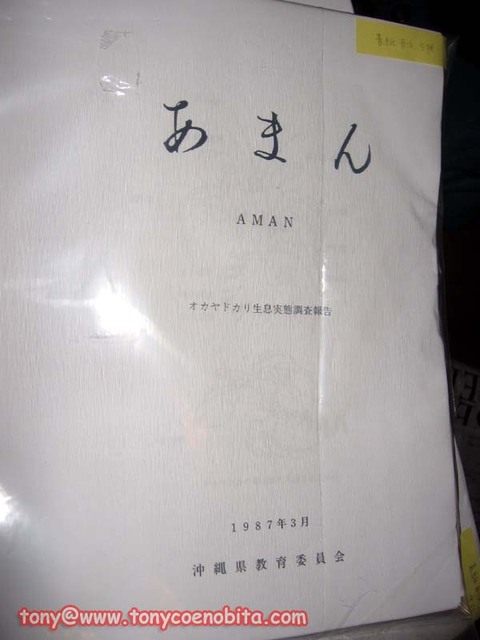 あまん
AMAN
オカヤドカリ生息実態調査報告
1987年3月
沖縄県教育委員会
tony@www.tonycoenobita.com